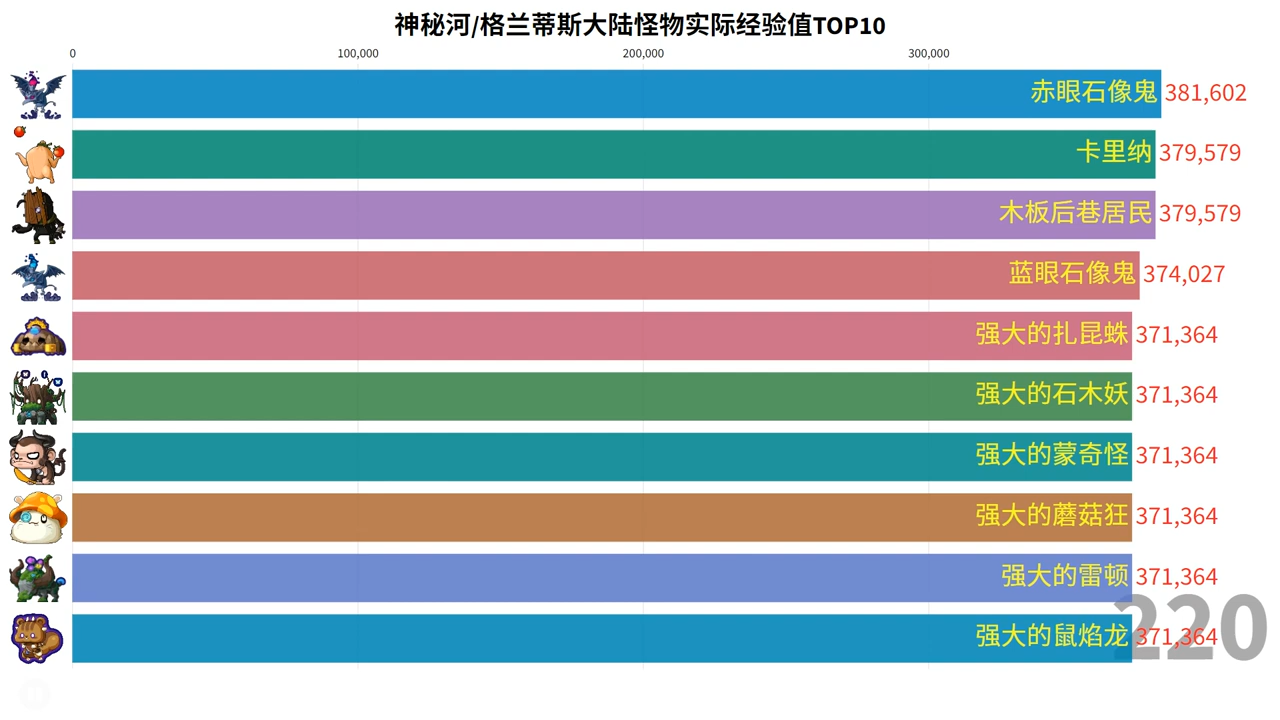 神秘河/格兰蒂斯大陆怪物实际经验值TOP10
0 100,000 200,000 300,000
赤眼石像鬼 381,602
卡里纳 379,579
木板后巷居民 379,579
蓝眼石像鬼 374,027
强大的扎昆蛛 371,364
强大的石木妖 371,364
强大的蒙奇怪 371,364
强大的蘑菇狂 371,364
强大的雷顿 371,364
强大的鼠焰龙 371,364
220